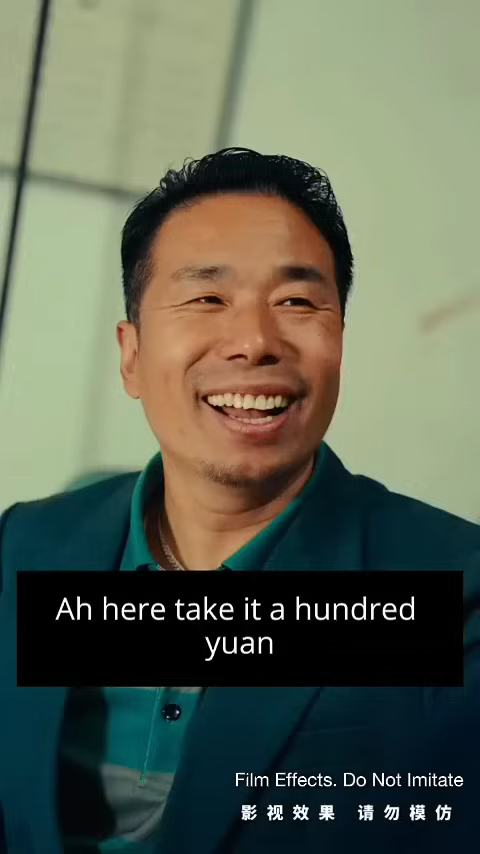 Ah here take it a hundred
yuan
Film Effects. Do Not Imitate
影视效果 请勿模仿